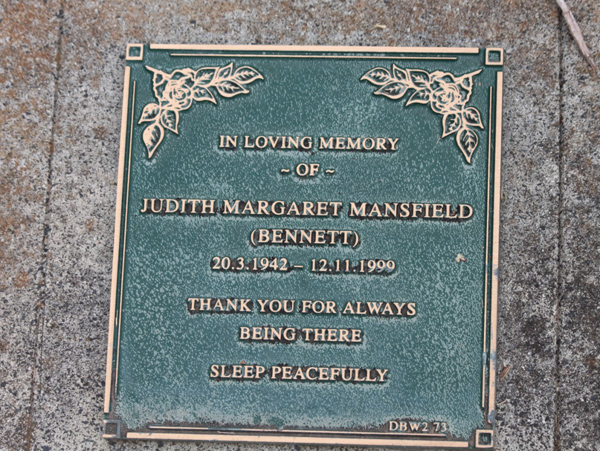 IN LOVING MEMORY
~ OF ~
JUDITH MARGARET MANSFIELD
(BENNETT)
20.3.1942 – 12.11.1999
THANK YOU FOR ALWAYS
BEING THERE
SLEEP PEACEFULLY
DBW2 73